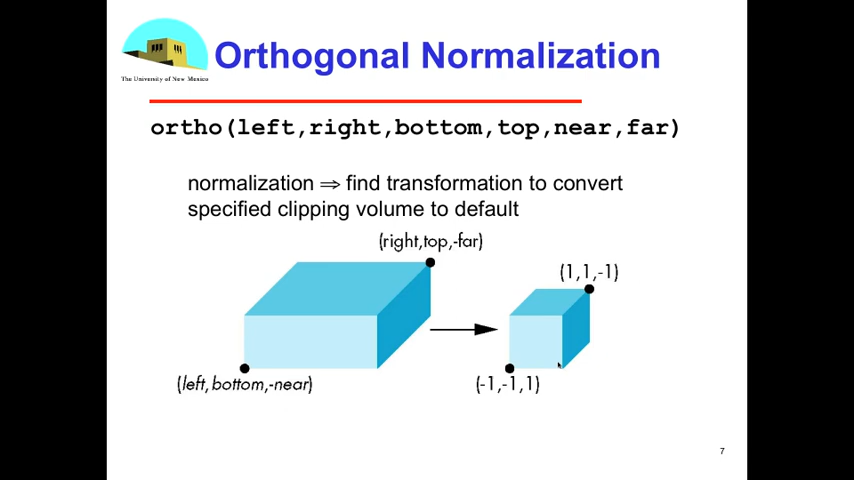 The University of New Mexico
Orthogonal Normalization
ortho(left,right,bottom,top,near,far)
normalization ⇒ find transformation to convert
specified clipping volume to default
(right,top,-far)
(1,1,-1)
(left,bottom,-near)
(-1,-1,1)
7